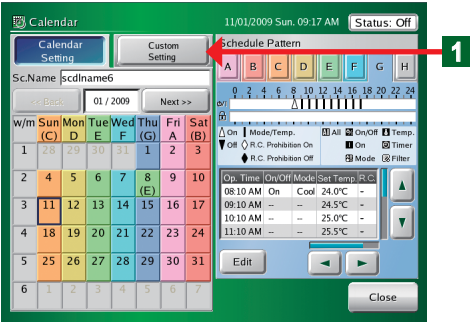 Calendar 11/01/2009 Sun. 09:17 AM Status: Off
Calendar Setting
Custom Setting
1
Schedule Pattern
A B C D E F G H
Sc.Name scdlname6
<< Back 01 / 2009 Next >>
0 2 4 6 8 10 12 14 16 18 20 22 24
On Mode/Temp. All On/Off Temp.
Off R.C. Prohibition On On Timer
R.C. Prohibition Off Mode Filter
w/m Sun (C) Mon (D) Tue E Wed F Thu (G) Fri A Sat (B)
1 28 29 30 31 1 2 3
2 4 5 6 7 8 (E) 9 10
3 11 12 13 14 15 16 17
4 18 19 20 21 22 23 24
5 25 26 27 28 29 30 31
6 1 2 3 4 5 6 7
Op. Time On/Off Mode Set Temp. R.C.
08:10 AM On Cool 24.0°C -
09:10 AM -- -- 24.5°C -
10:10 AM -- -- 25.0°C -
11:10 AM -- -- 25.5°C -
Edit
Close